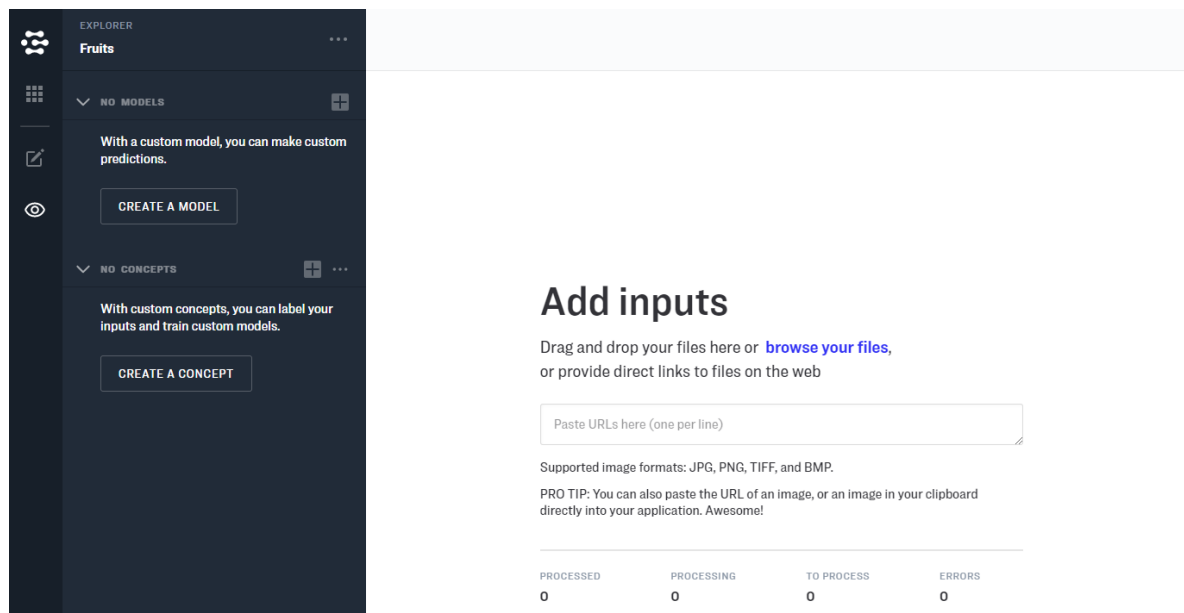 EXPLORER
Fruits
NO MODELS
With a custom model, you can make custom
predictions.
CREATE A MODEL
NO CONCEPTS
With custom concepts, you can label your
inputs and train custom models.
CREATE A CONCEPT
Add inputs
Drag and drop your files here or browse your files,
or provide direct links to files on the web
Paste URLs here (one per line)
Supported image formats: JPG, PNG, TIFF, and BMP.
PRO TIP: You can also paste the URL of an image, or an image in your clipboard
directly into your application. Awesome!
PROCESSED PROCESSING TO PROCESS ERRORS
0 0 0 0